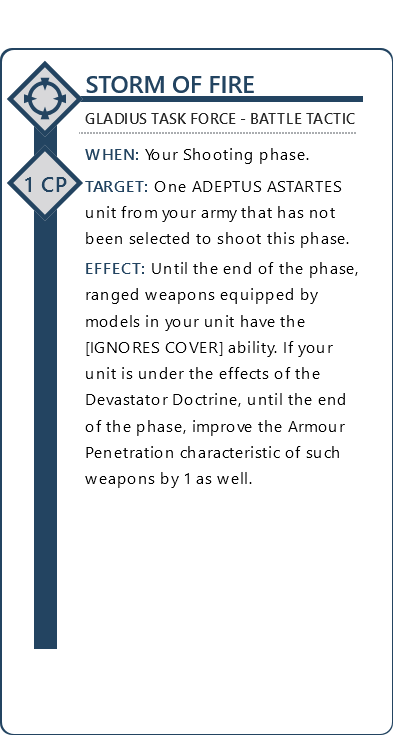 STORM OF FIRE
GLADIUS TASK FORCE - BATTLE TACTIC
WHEN: Your Shooting phase.
1 CP
TARGET: One ADEPTUS ASTARTES
unit from your army that has not
been selected to shoot this phase.
EFFECT: Until the end of the phase,
ranged weapons equipped by
models in your unit have the
[IGNORES COVER] ability. If your
unit is under the effects of the
Devastator Doctrine, until the end
of the phase, improve the Armour
Penetration characteristic of such
weapons by 1 as well.